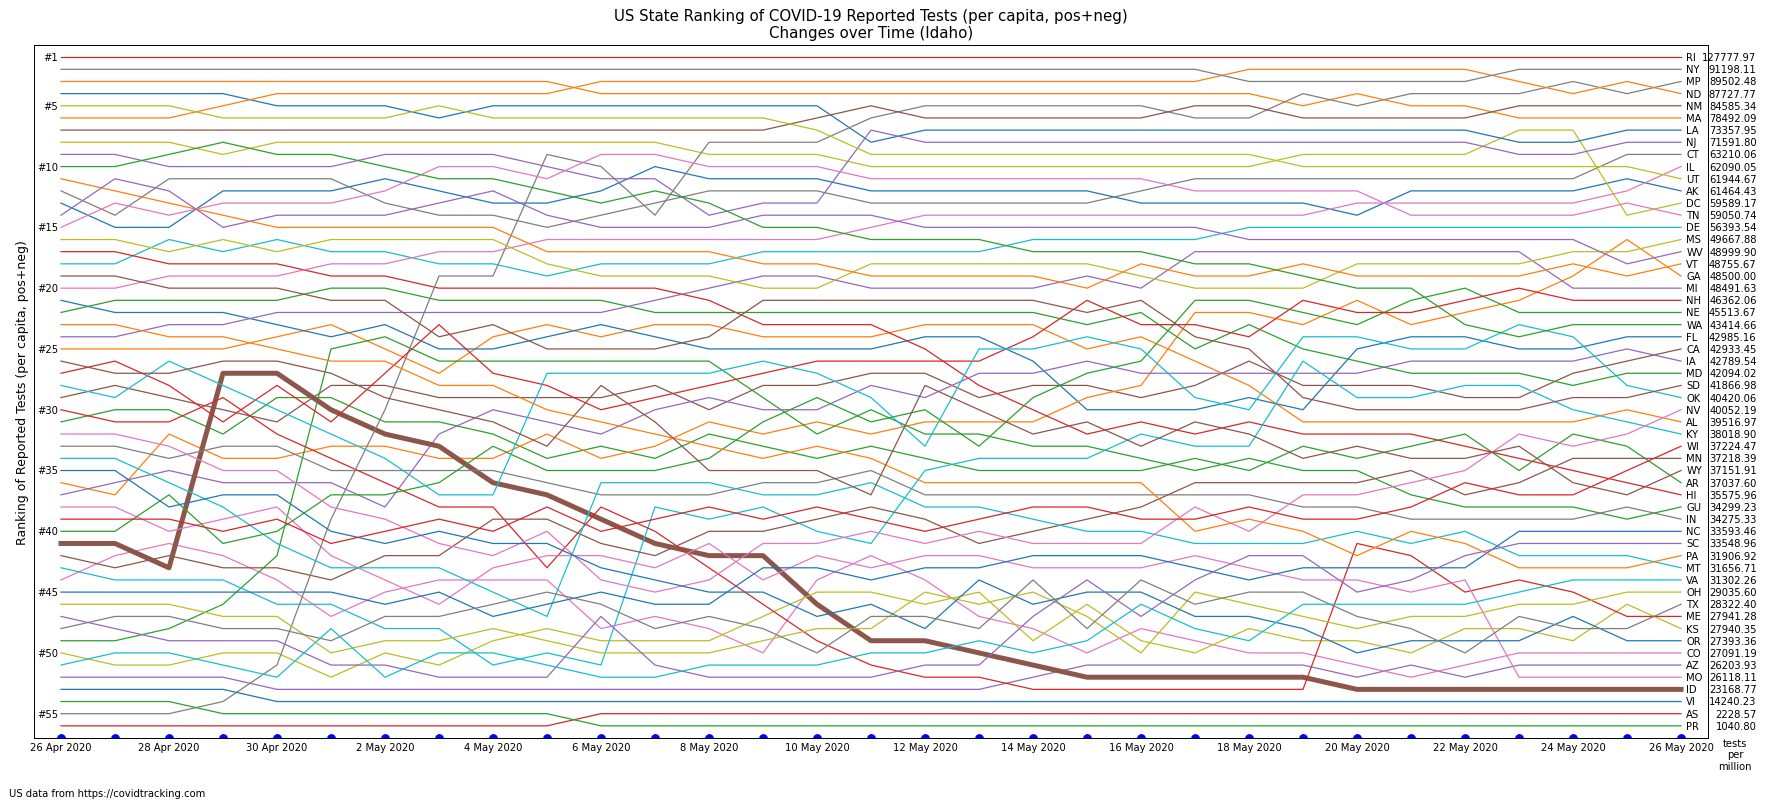 US State Ranking of COVID-19 Reported Tests (per capita, pos+neg)
Changes over Time (Idaho)
Ranking of Reported Tests (per capita, pos+neg)
#1
#5
#10
#15
#20
#25
#30
#35
#40
#45
#50
#55
RI 127777.97
NY 91198.11
MP 89502.48
ND 87727.77
NM 84585.34
MA 78492.09
LA 73357.95
NJ 71591.80
CT 63210.06
IL 62090.05
UT 61944.67
AK 61464.43
DC 59589.17
TN 59050.74
DE 56393.54
MS 49667.88
WV 48999.90
VT 48755.67
GA 48500.00
MI 48491.63
NH 46362.06
NE 45513.67
WA 43414.66
FL 42985.16
CA 42933.45
IA 42789.54
MD 42094.02
SD 41866.98
OK 40420.06
NV 40052.19
AL 39516.97
KY 38018.90
WI 37224.47
MN 37218.39
WY 37151.91
AR 37037.60
HI 35575.96
GU 34299.23
IN 34275.33
NC 33593.46
SC 33548.96
PA 31906.92
MT 31656.71
VA 31302.26
OH 29035.60
TX 28322.40
ME 27941.28
KS 27940.35
OR 27393.36
CO 27091.19
AZ 26203.93
MO 26118.11
ID 23168.77
VI 14240.23
AS 2228.57
PR 1040.80
26 Apr 2020 28 Apr 2020 30 Apr 2020 2 May 2020 4 May 2020 6 May 2020 8 May 2020 10 May 2020 12 May 2020 14 May 2020 16 May 2020 18 May 2020 20 May 2020 22 May 2020 24 May 2020 26 May 2020
tests
per
million
US data from https://covidtracking.com